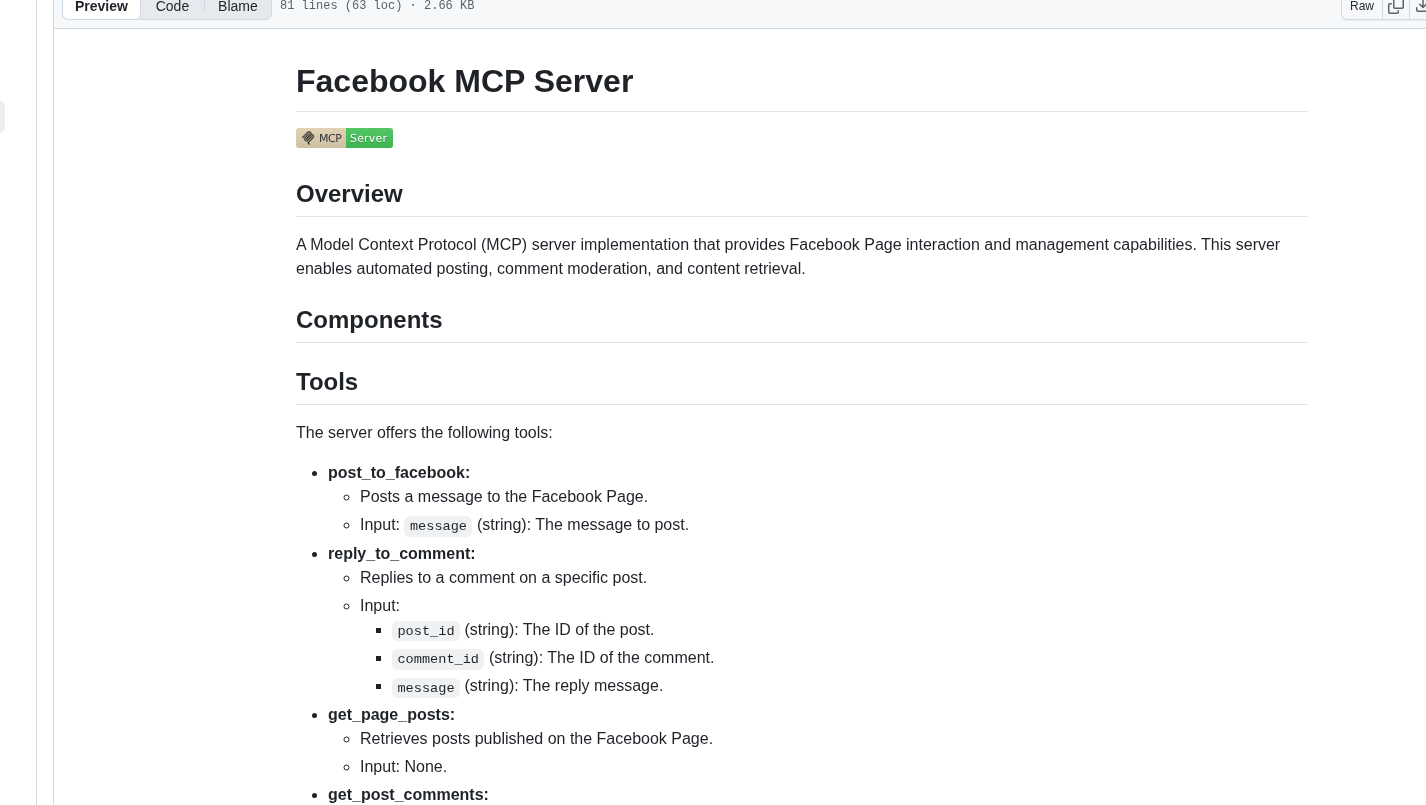 Preview Code Blame 81 lines (63 loc) · 2.66 KB Raw
Facebook MCP Server
MCP Server
Overview
A Model Context Protocol (MCP) server implementation that provides Facebook Page interaction and management capabilities. This server
enables automated posting, comment moderation, and content retrieval.
Components
Tools
The server offers the following tools:
post_to_facebook:
Posts a message to the Facebook Page.
Input: message (string): The message to post.
reply_to_comment:
Replies to a comment on a specific post.
Input:
post_id (string): The ID of the post.
comment_id (string): The ID of the comment.
message (string): The reply message.
get_page_posts:
Retrieves posts published on the Facebook Page.
Input: None.
get_post_comments: